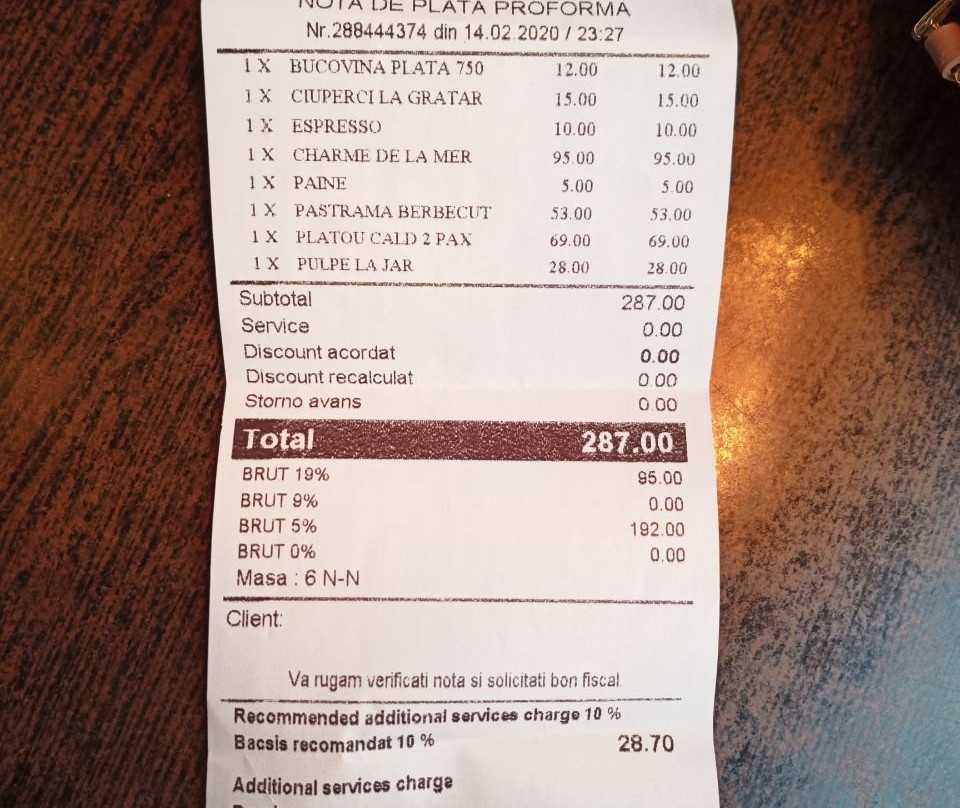 NOTA DE PLATA PROFORMA
Nr.288444374 din 14.02.2020 / 23:27
1 X BUCOVINA PLATA 750 12.00 12.00
1 X CIUPERCI LA GRATAR 15.00 15.00
1 X ESPRESSO 10.00 10.00
1 X CHARME DE LA MER 95.00 95.00
1 X PAINE 5.00 5.00
1 X PASTRAMA BERBECUT 53.00 53.00
1 X PLATOU CALD 2 PAX 69.00 69.00
1 X PULPE LA JAR 28.00 28.00
Subtotal 287.00
Service 0.00
Discount acordat 0.00
Discount recalculat 0.00
Storno avans 0.00
Total 287.00
BRUT 19% 95.00
BRUT 9% 0.00
BRUT 5% 192.00
BRUT 0% 0.00
Masa : 6 N-N
Client:
Va rugam verificati nota si solicitati bon fiscal.
Recommended additional services charge 10 %
Bacsis recomandat 10 % 28.70
Additional services charge